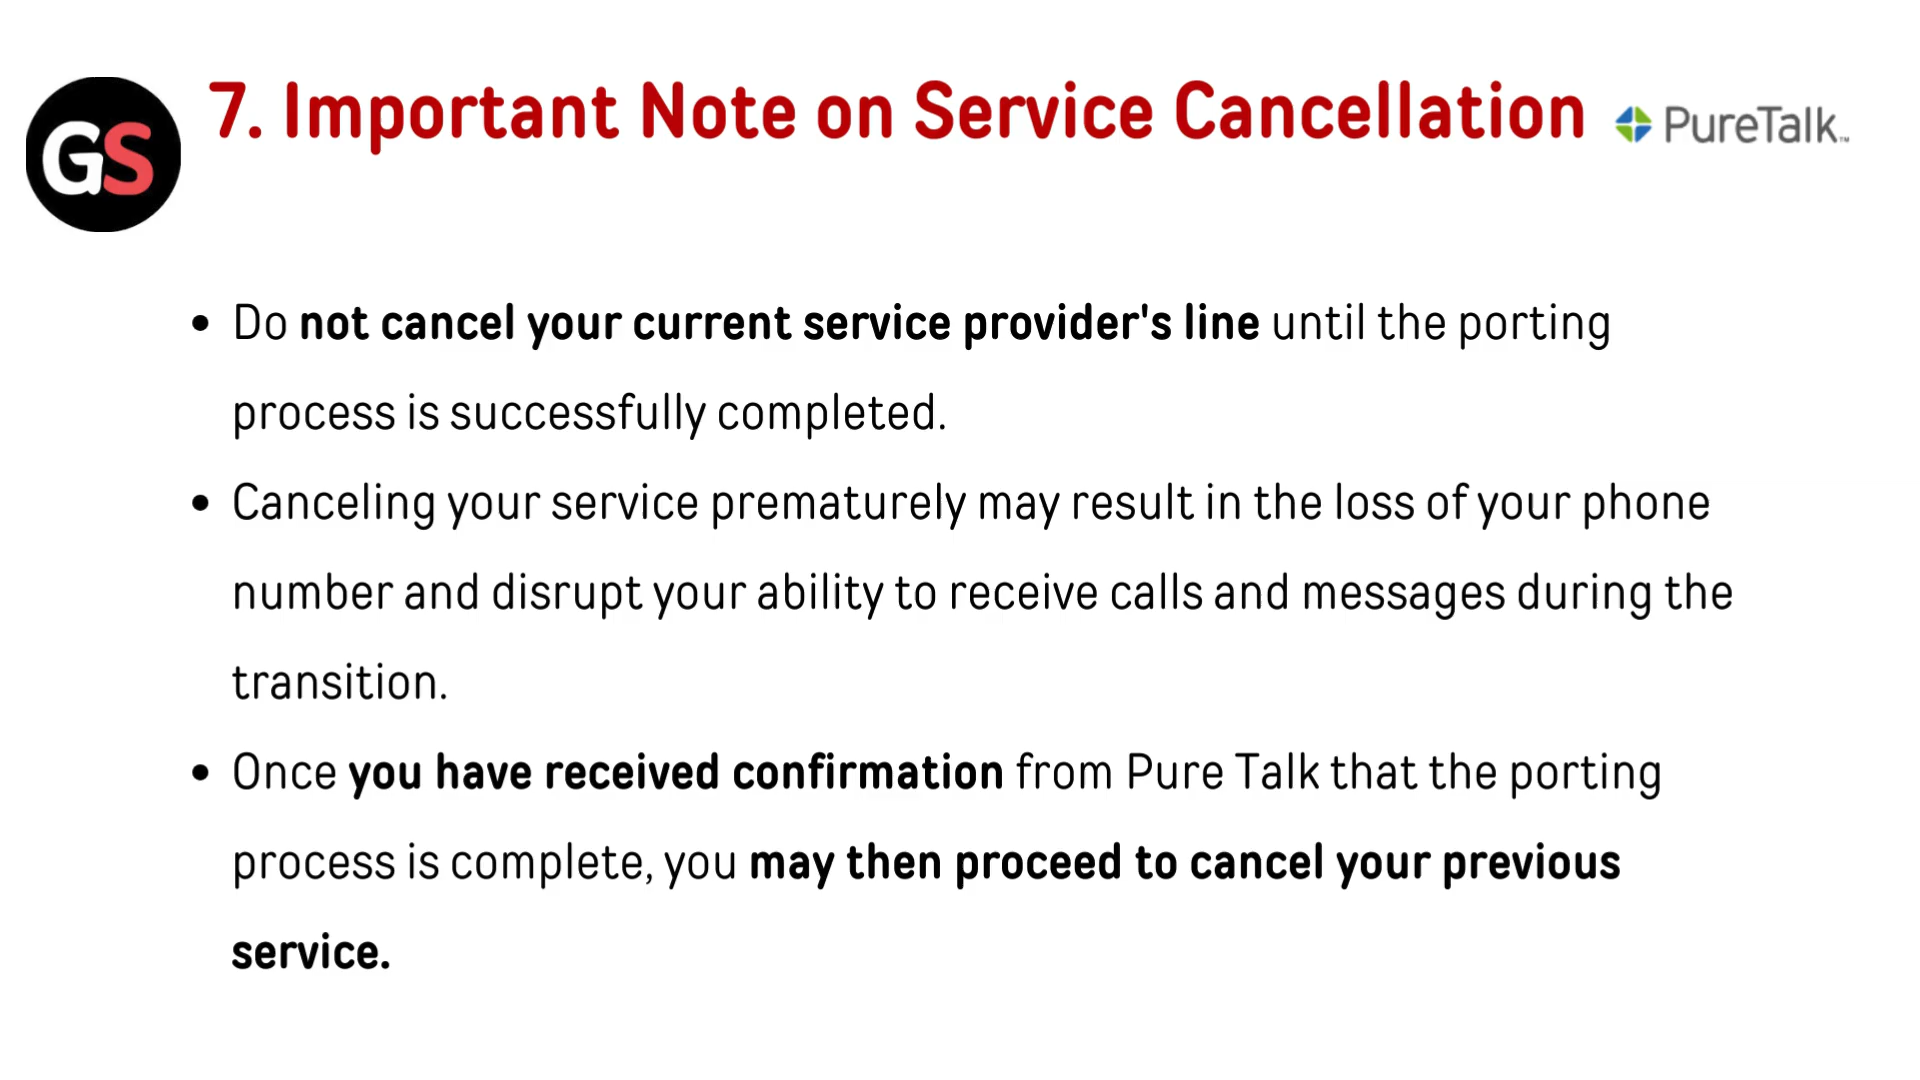 GS
7. Important Note on Service Cancellation
PureTalk™
• Do not cancel your current service provider's line until the porting
process is successfully completed.
• Canceling your service prematurely may result in the loss of your phone
number and disrupt your ability to receive calls and messages during the
transition.
• Once you have received confirmation from Pure Talk that the porting
process is complete, you may then proceed to cancel your previous
service.